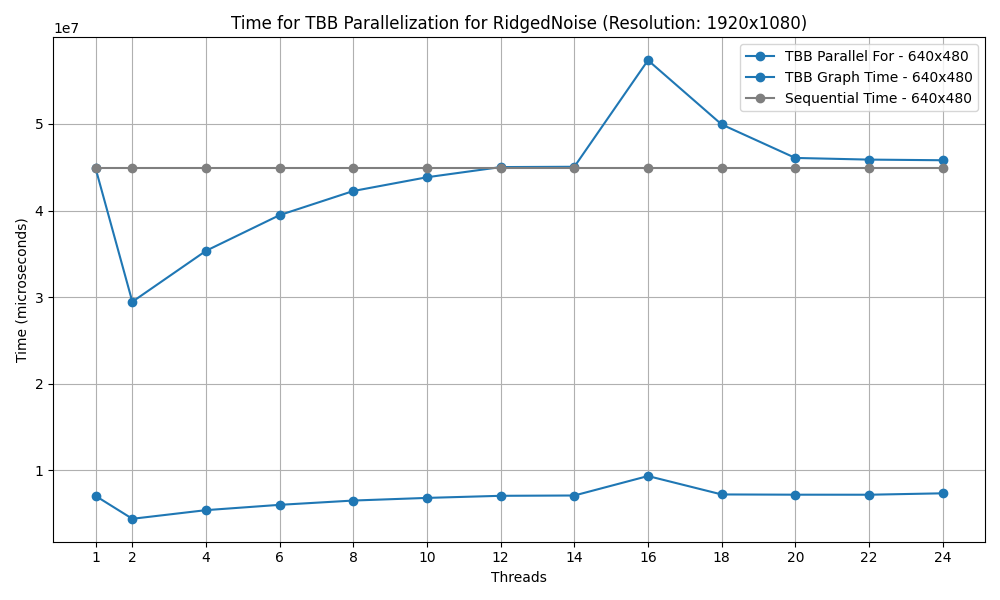 Time for TBB Parallelization for RidgedNoise (Resolution: 1920x1080)
1e7
TBB Parallel For - 640x480
TBB Graph Time - 640x480
Sequential Time - 640x480
5
4
3
2
1
Time (microseconds)
1 2 4 6 8 10 12 14 16 18 20 22 24
Threads